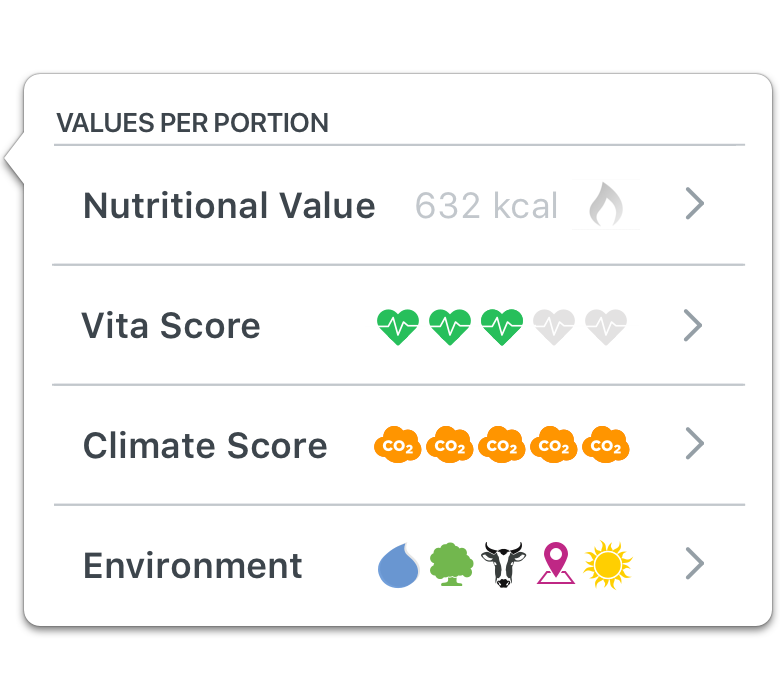 VALUES PER PORTION
Nutritional Value 632 kcal
Vita Score
Climate Score CO2 CO2 CO2 CO2 CO2
Environment